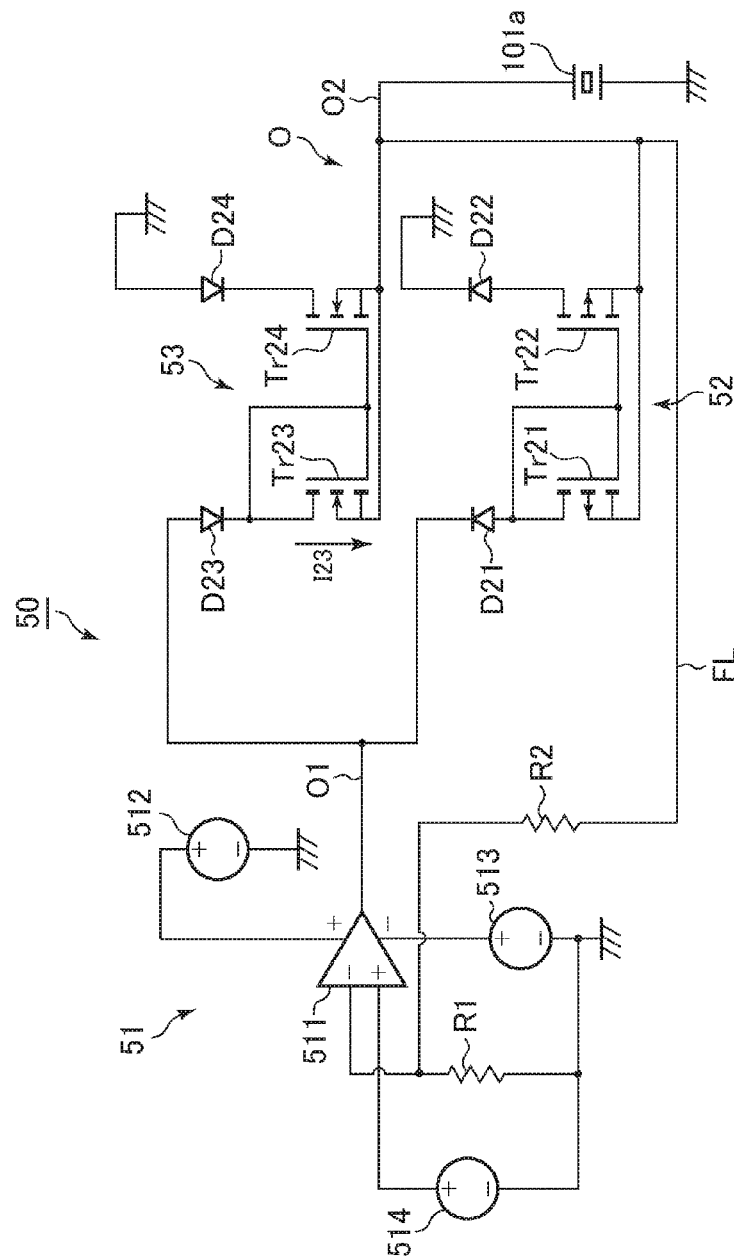 50
51
512
O1
511
513
514
R1
R2
FL
53
D23
Tr23
I23
Tr24
D24
O
O2
101a
D21
Tr21
Tr22
D22
52
+
−
+
−
−
+
+
−
+
−